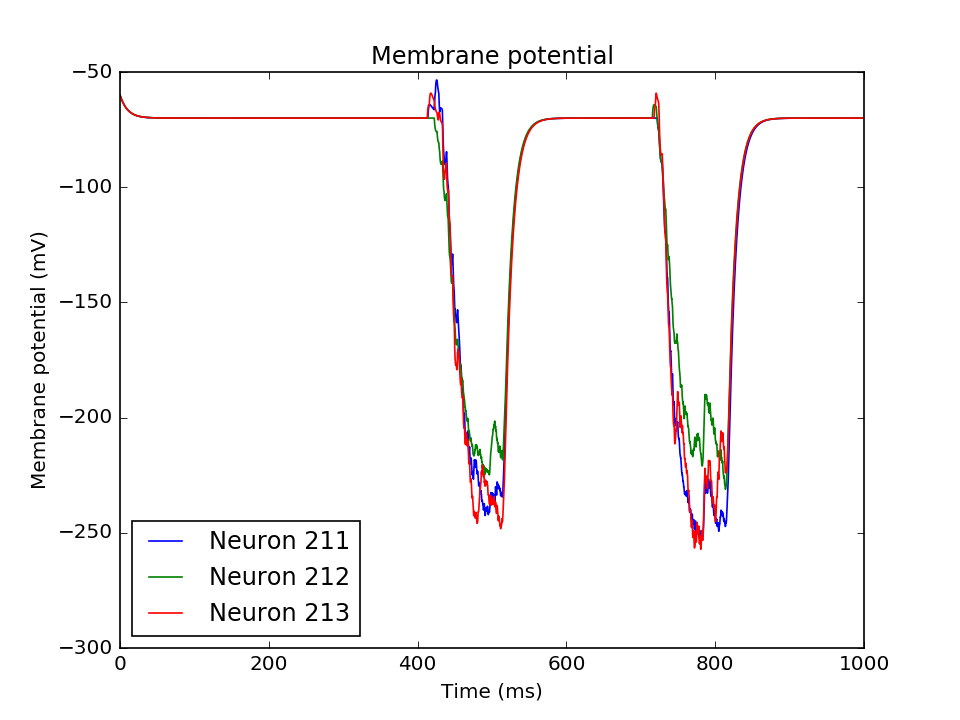 Membrane potential
Membrane potential (mV)
−50
−100
−150
−200
−250
−300
Neuron 211
Neuron 212
Neuron 213
0 200 400 600 800 1000
Time (ms)